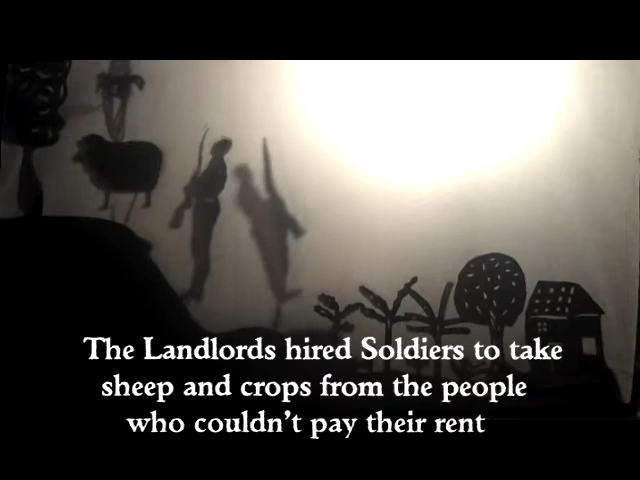 The Landlords hired Soldiers to take
sheep and crops from the people
who couldn't pay their rent